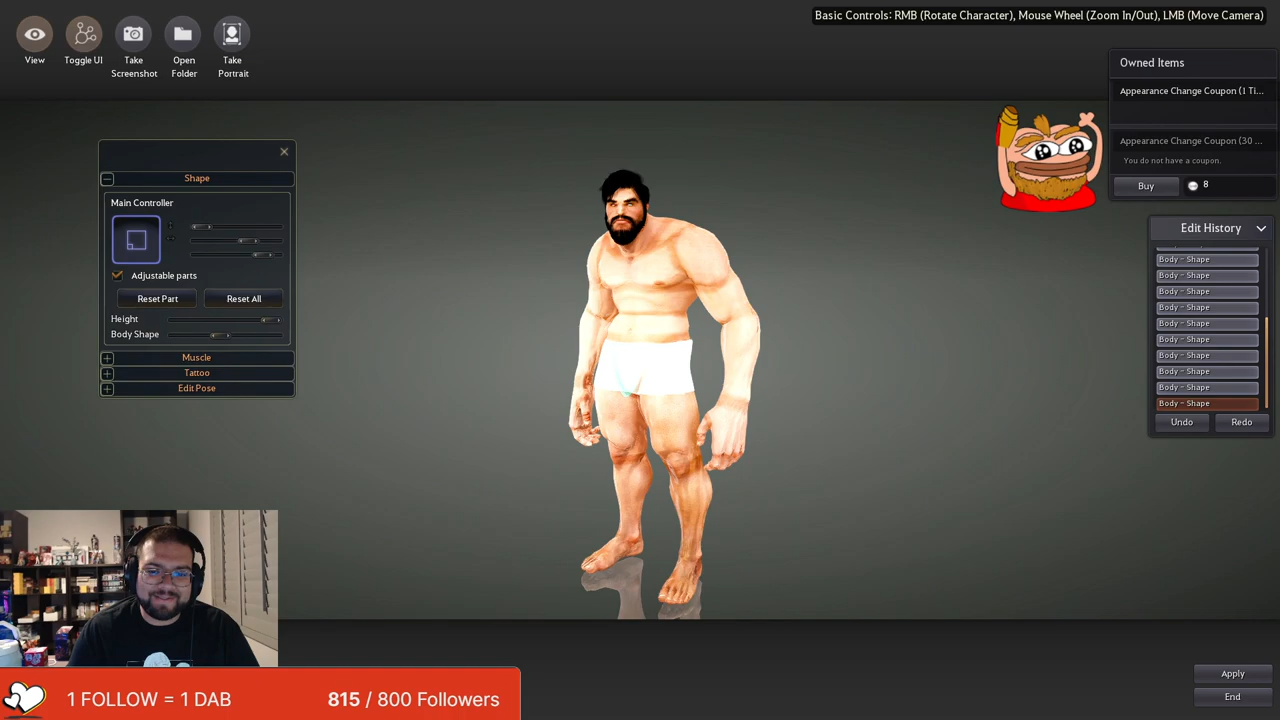 Basic Controls: RMB (Rotate Character), Mouse Wheel (Zoom In/Out), LMB (Move Camera)
View
Toggle UI
Take Screenshot
Open Folder
Take Portrait
Owned Items
Appearance Change Coupon (1 Ti...
Appearance Change Coupon (30 ...
You do not have a coupon.
Buy
8
Shape
Main Controller
Adjustable parts
Reset Part
Reset All
Height
Body Shape
Muscle
Tattoo
Edit Pose
Edit History
Body - Shape
Body - Shape
Body - Shape
Body - Shape
Body - Shape
Body - Shape
Body - Shape
Body - Shape
Body - Shape
Body - Shape
Undo
Redo
Apply
End
1 FOLLOW = 1 DAB
815 / 800 Followers